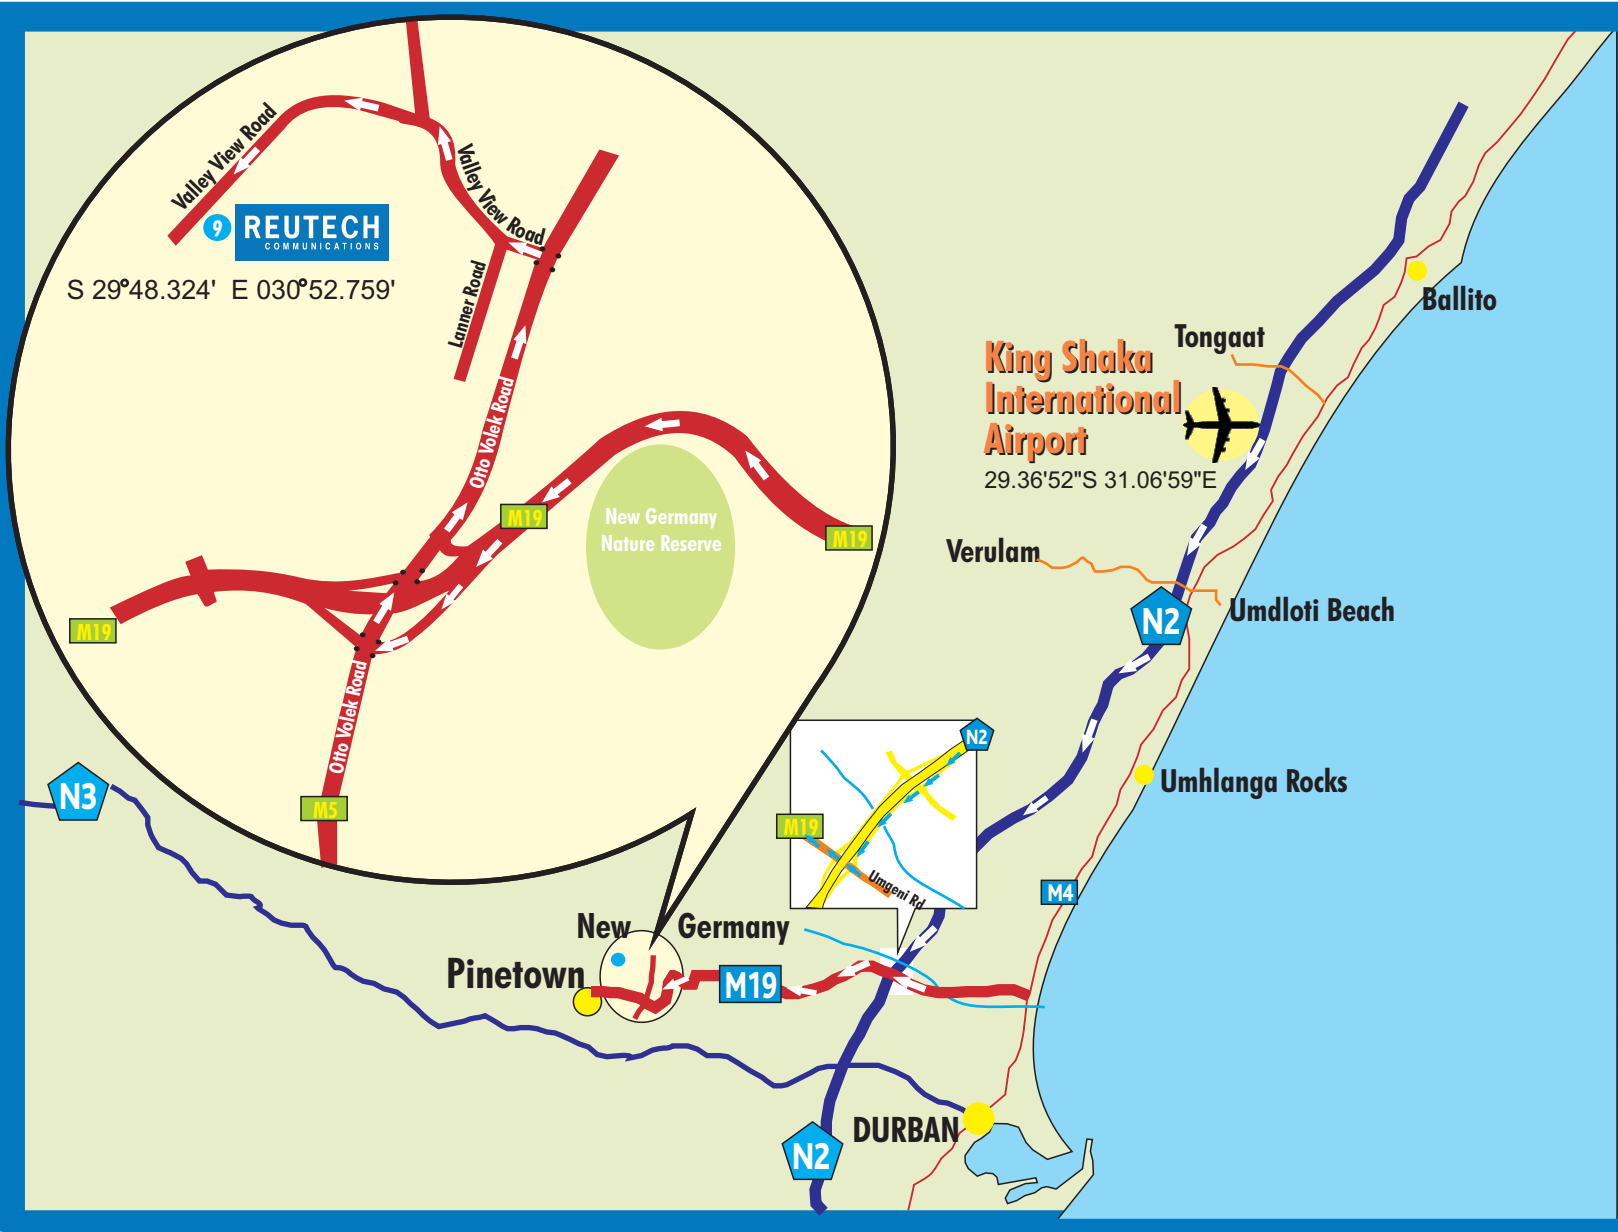 Valley View Road
Valley View Road
9
REUTECH
COMMUNICATIONS
S 29°48.324'  E 030°52.759'
Lanner Road
Otto Volek Road
M19
New Germany
Nature Reserve
M19
M19
Otto Volek Road
M5
King Shaka
International
Airport
29.36'52"S 31.06'59"E
Tongaat
Ballito
Verulam
Umdloti Beach
N2
Umhlanga Rocks
N2
M19
Umgeni Rd
N3
M4
New Germany
Pinetown
M19
DURBAN
N2